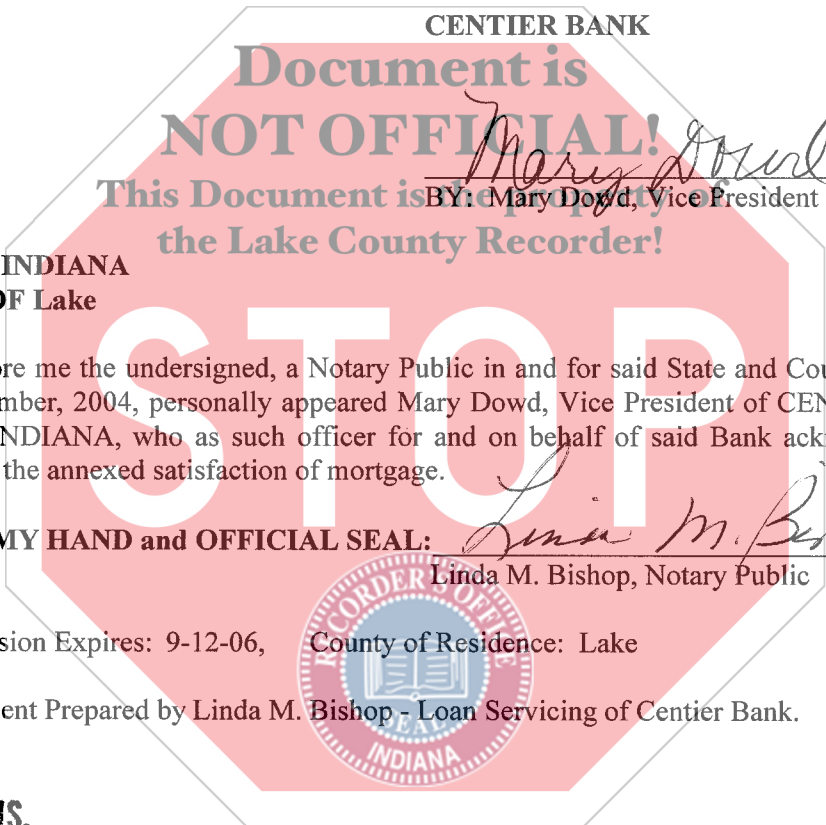 CENTIER BANK
Document is
NOT OFFICIAL!
Mary Dowd
This Document is the property of
BY: Mary Dowd, Vice President
the Lake County Recorder!
INDIANA
OF Lake
STOP
ore me the undersigned, a Notary Public in and for said State and Cou
mber, 2004, personally appeared Mary Dowd, Vice President of CEN
NDIANA, who as such officer for and on behalf of said Bank ack
the annexed satisfaction of mortgage.
MY HAND and OFFICIAL SEAL:
Linda M. Bis
Linda M. Bishop, Notary Public
RECORDER'S OFFICE
sion Expires: 9-12-06, County of Residence: Lake
ent Prepared by Linda M. Bishop - Loan Servicing of Centier Bank.
SEAL
INDIANA